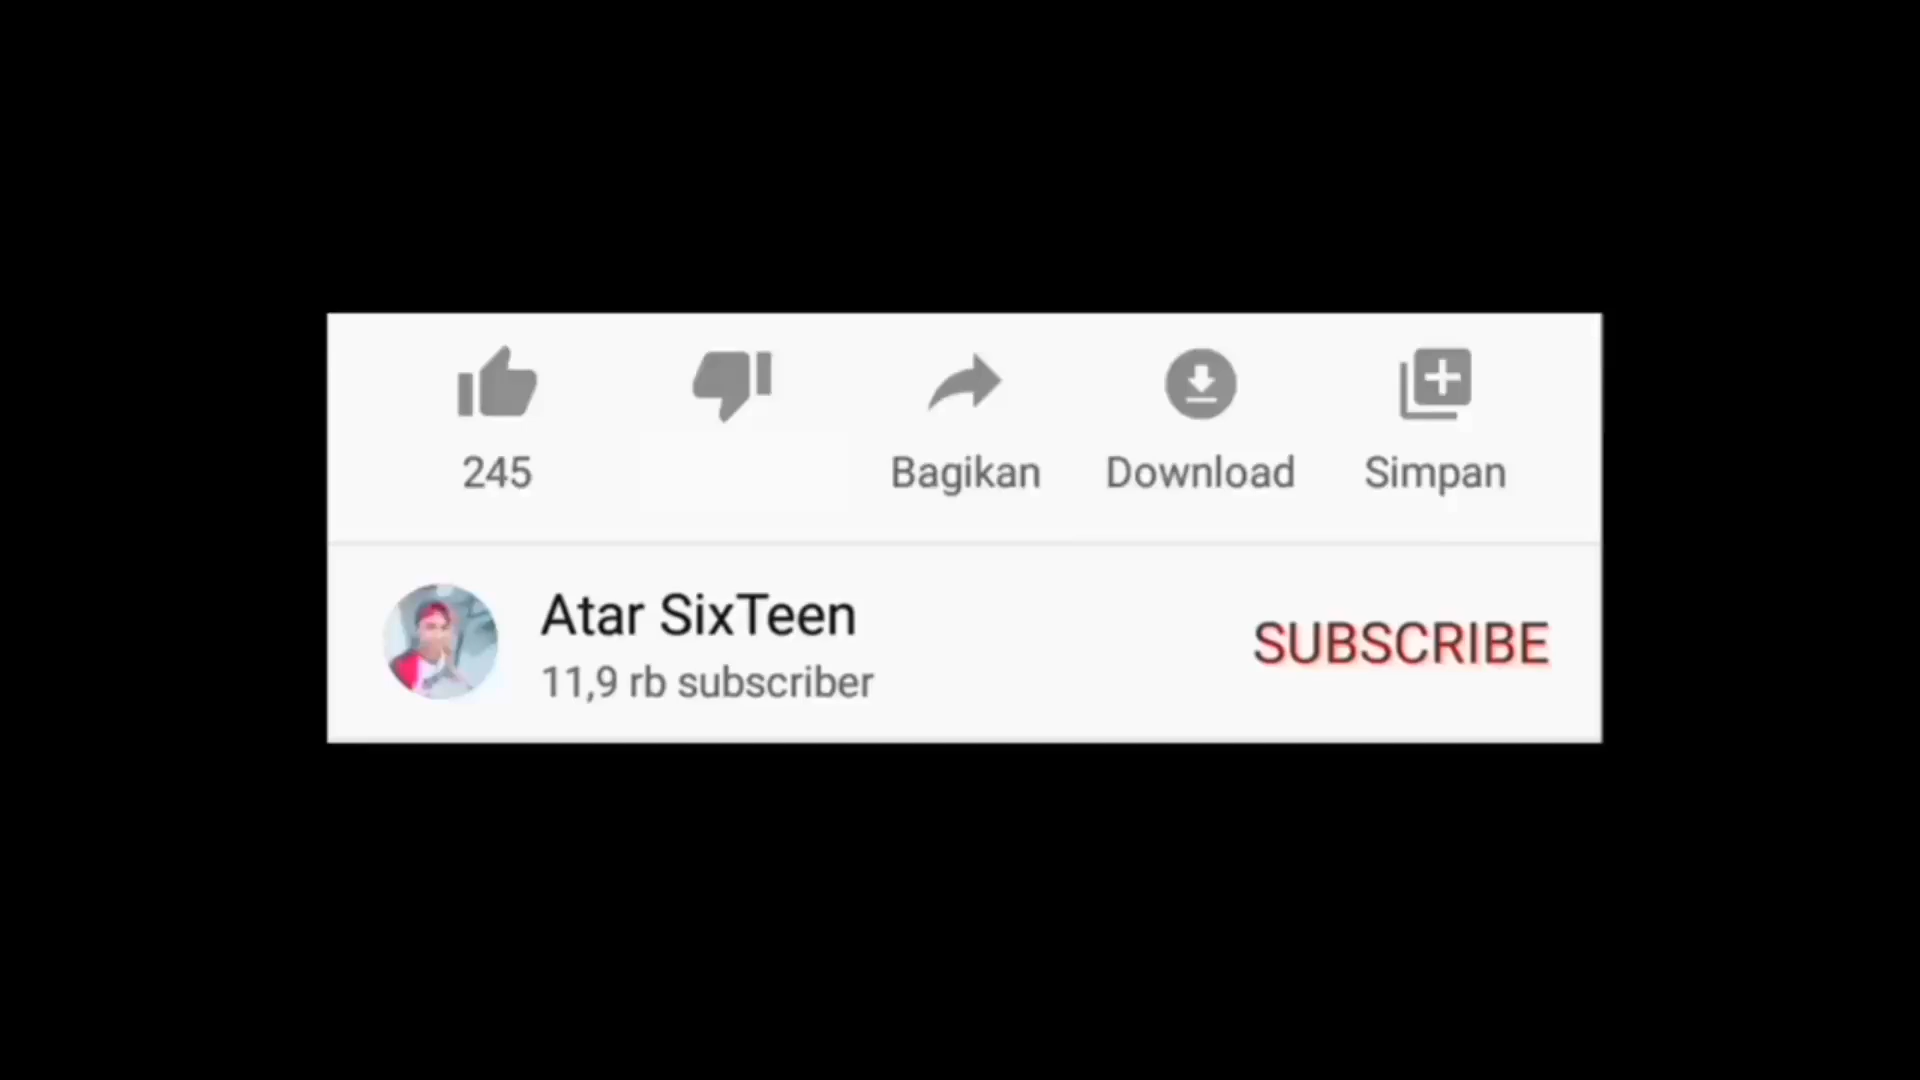 245
Bagikan
Download
Simpan
Atar SixTeen
11,9 rb subscriber
SUBSCRIBE